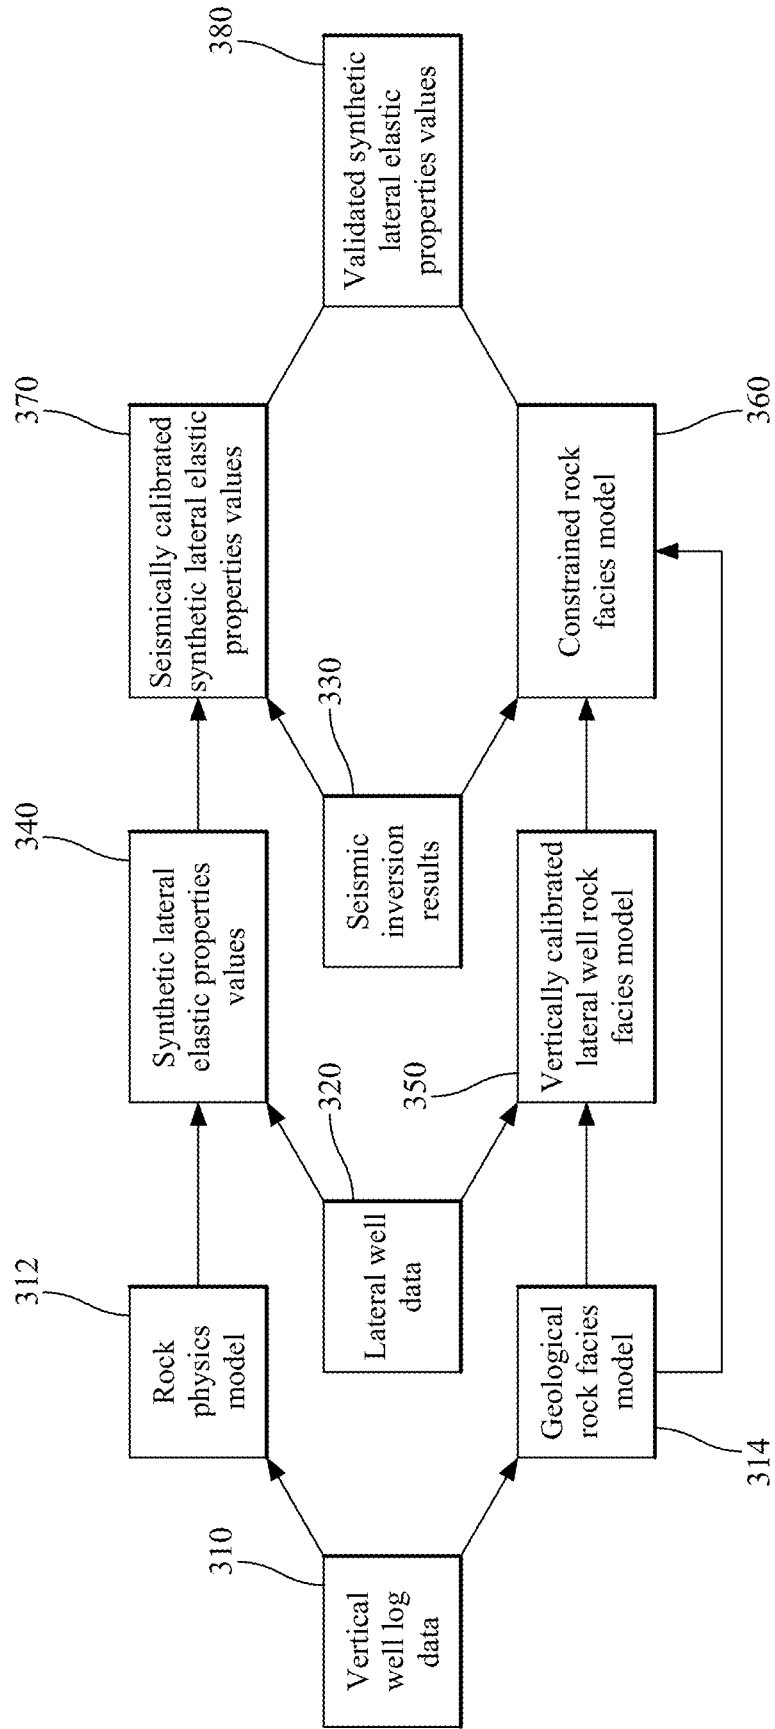 310
Vertical
well log
data
312
Rock
physics
model
314
Geological
rock facies
model
320
Lateral well
data
340
Synthetic lateral
elastic properties
values
350
Vertically calibrated
lateral well rock
facies model
330
Seismic
inversion
results
370
Seismically calibrated
synthetic lateral elastic
properties values
360
Constrained rock
facies model
380
Validated synthetic
lateral elastic
properties values